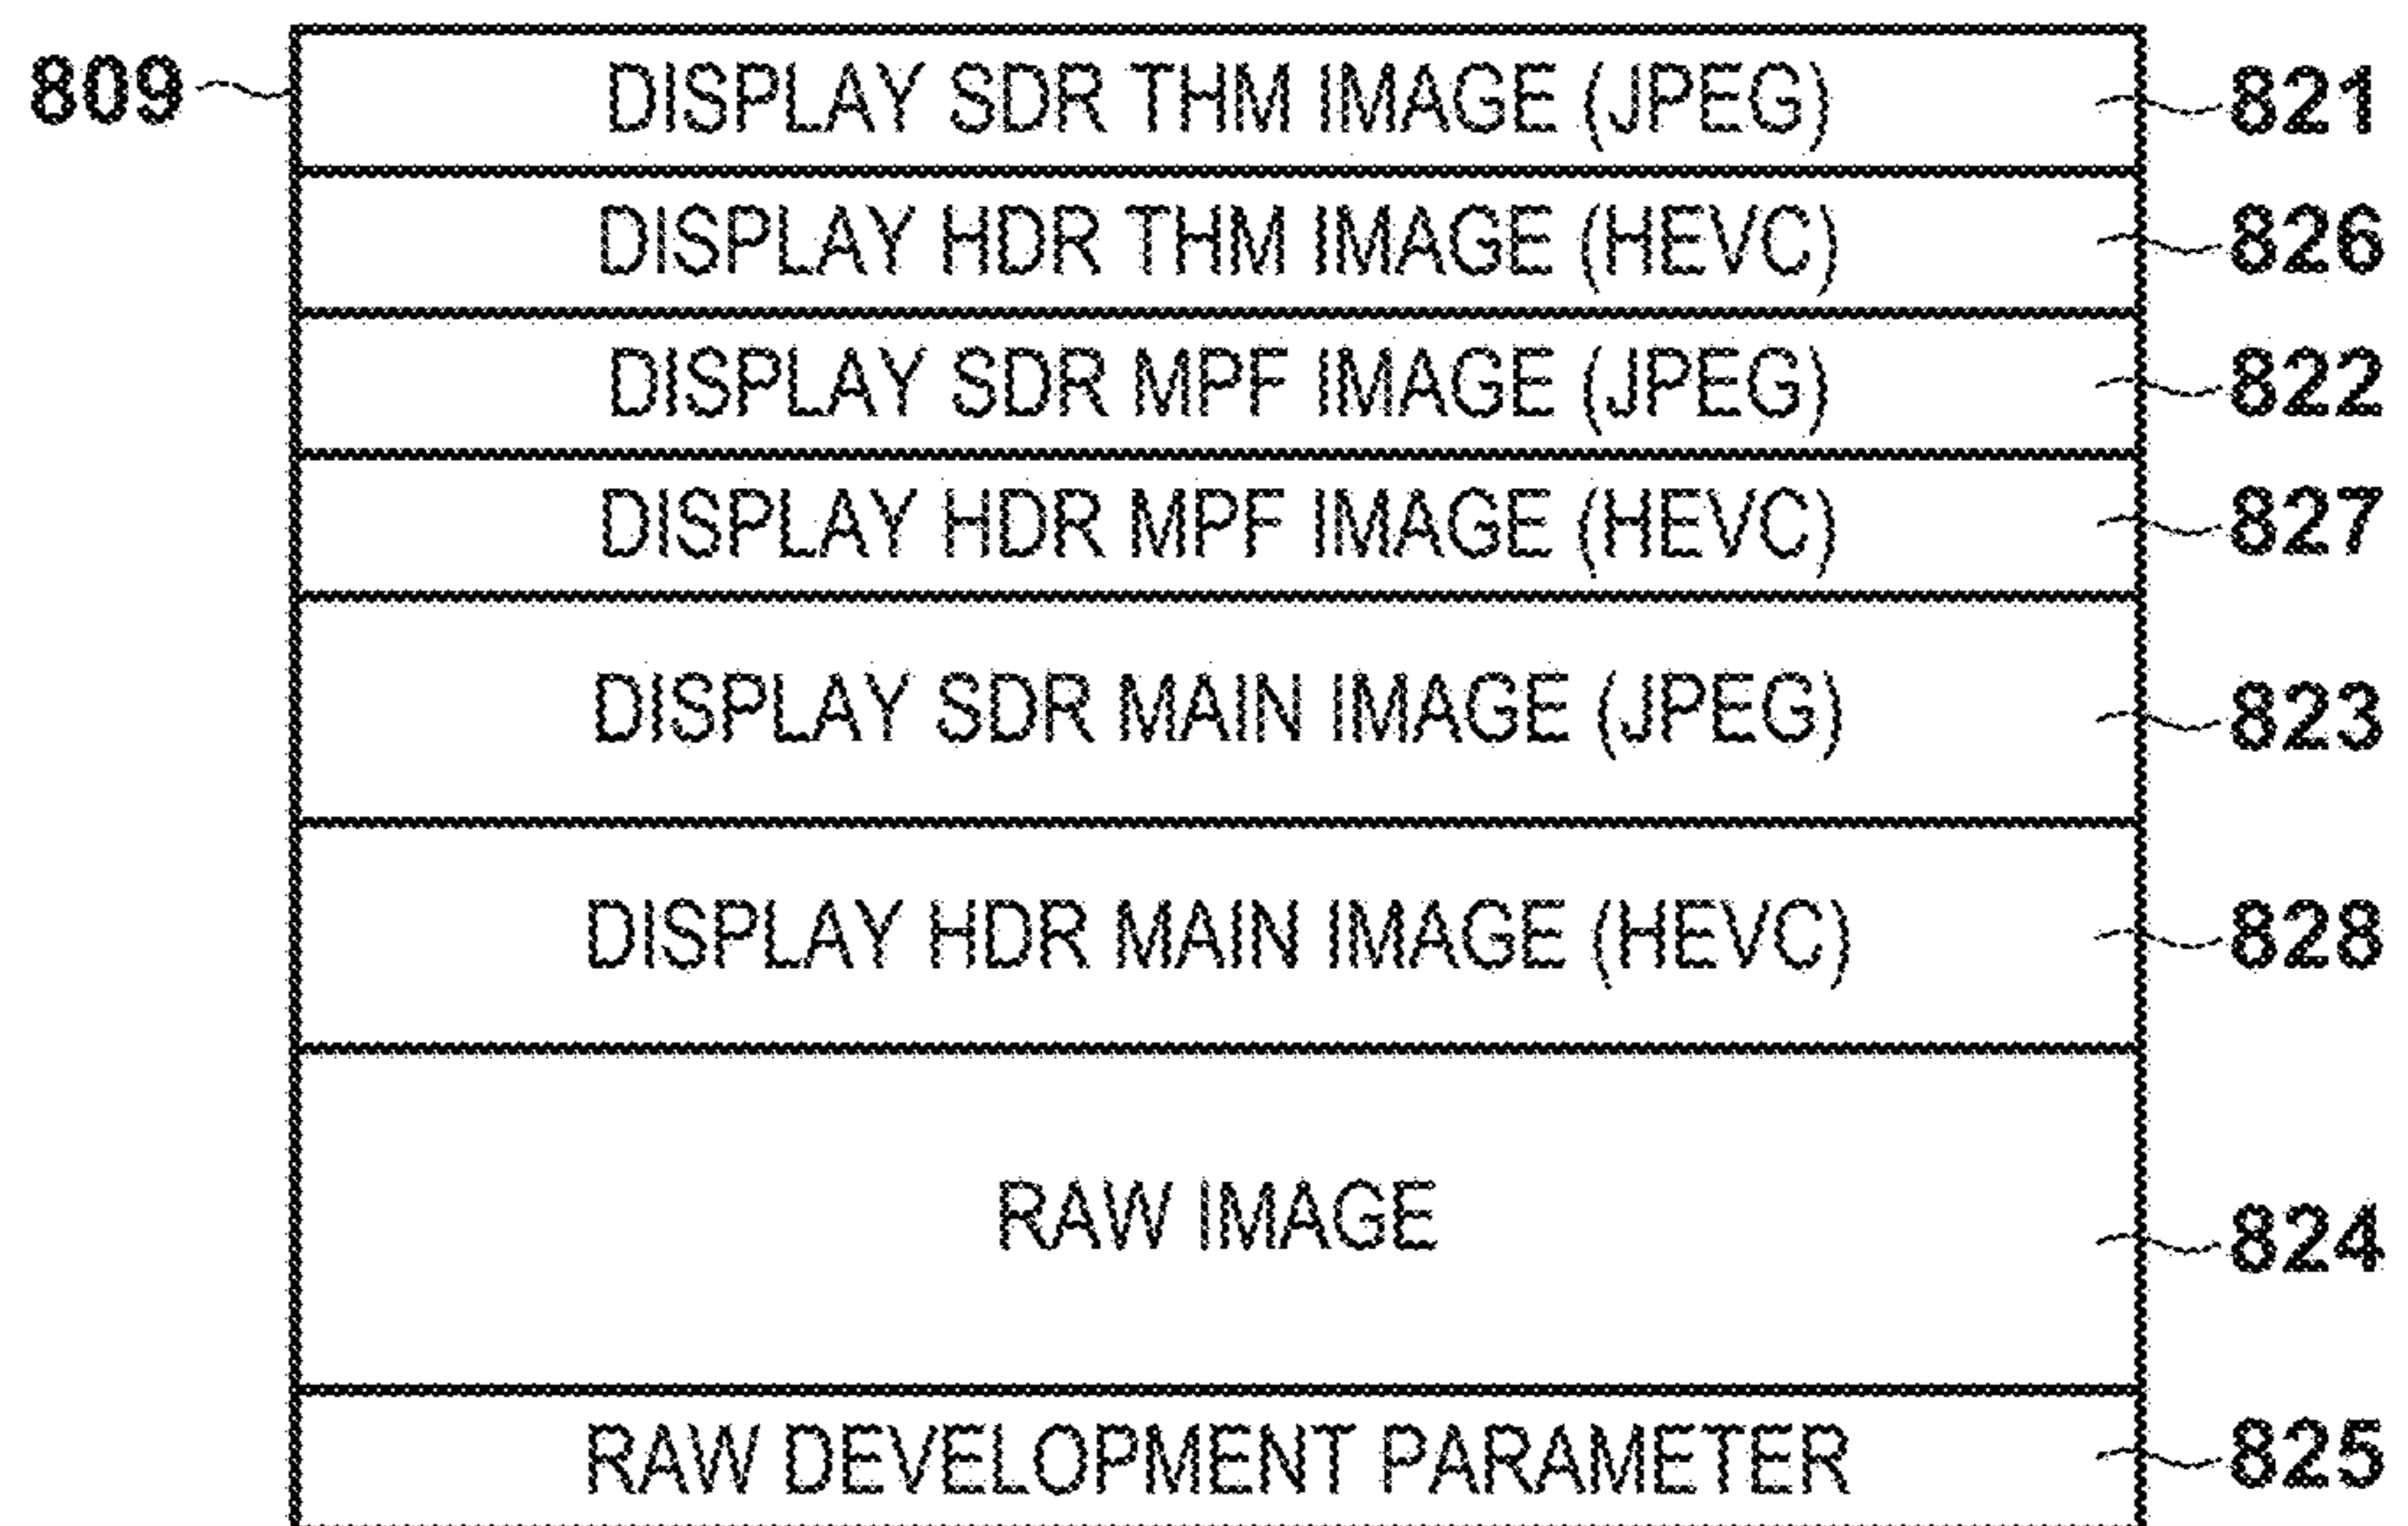 809 DISPLAY SDR THM IMAGE (JPEG) 821
DISPLAY HDR THM IMAGE (HEVC) 826
DISPLAY SDR MPF IMAGE (JPEG) 822
DISPLAY HDR MPF IMAGE (HEVC) 827
DISPLAY SDR MAIN IMAGE (JPEG) 823
DISPLAY HDR MAIN IMAGE (HEVC) 828
RAW IMAGE 824
RAW DEVELOPMENT PARAMETER 825